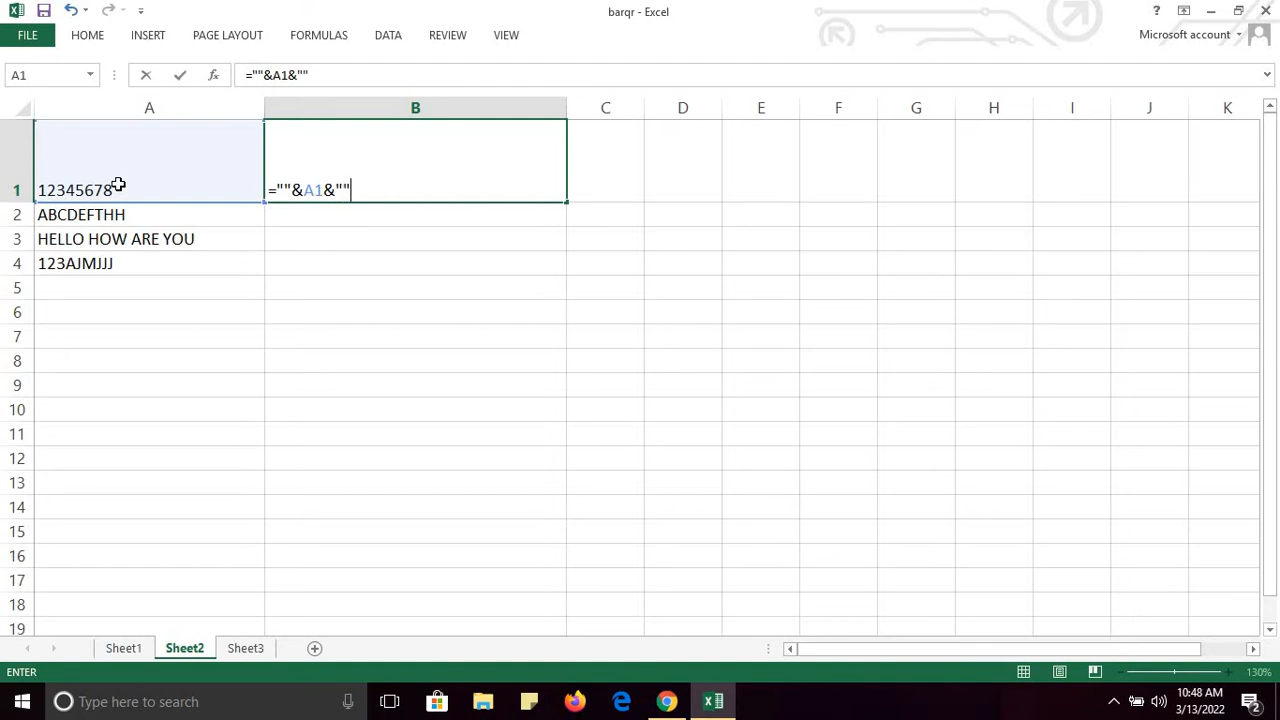 barqr - Excel
?
FILE HOME INSERT PAGE LAYOUT FORMULAS DATA REVIEW VIEW Microsoft account
A1 fx =""&A1&""
A B C D E F G H I J K
1 12345678 =""&A1&""
2 ABCDEFTHH
3 HELLO HOW ARE YOU
4 123AJMJJJ
5
6
7
8
9
10
11
12
13
14
15
16
17
18
19
Sheet1 Sheet2 Sheet3
ENTER 130%
Type here to search 10:48 AM
3/13/2022 2